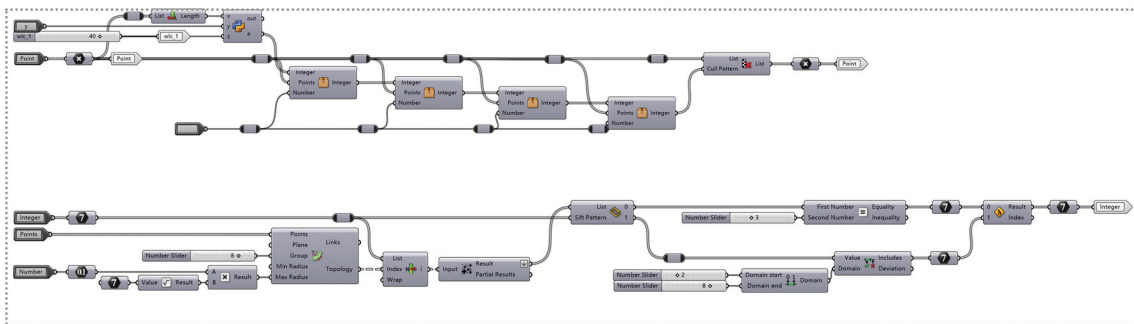 List Length
x out
y
y
z a
wlc_1 40
wlc_1
Point
Point
Integer
Points Integer
Number
Integer
Points Integer
Number
Integer
Points Integer
Number
Integer
Points Integer
Number
List List
Cull Pattern
Point
Integer
7
Points
Number
Number Slider 8
7
Value Result
A Result
B
Points Links
Plane
Group
Min Radius Topology
Max Radius
List
Index i
Wrap
Input Result
Partial Results
List 0
Sift Pattern 1
Number Slider 3
First Number Equality
Second Number Inequality
7
Number Slider 2
Number Slider 8
Domain start Domain
Domain end
Value Includes
Domain Deviation
7
0 Result
1 Index
7
Integer